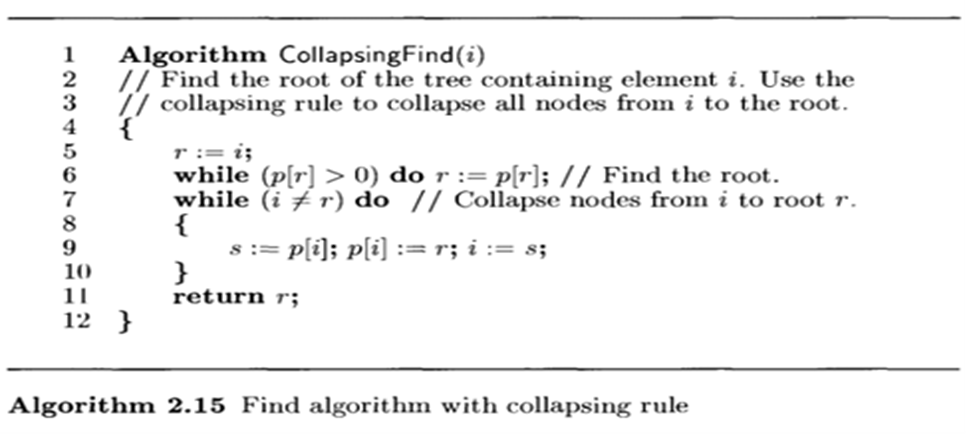 1 Algorithm CollapsingFind(i)
2 // Find the root of the tree containing element i. Use the
3 // collapsing rule to collapse all nodes from i to the root.
4 {
5 r := i;
6 while (p[r] > 0) do r := p[r]; // Find the root.
7 while (i ≠ r) do // Collapse nodes from i to root r.
8 {
9 s := p[i]; p[i] := r; i := s;
10 }
11 return r;
12 }
Algorithm 2.15 Find algorithm with collapsing rule